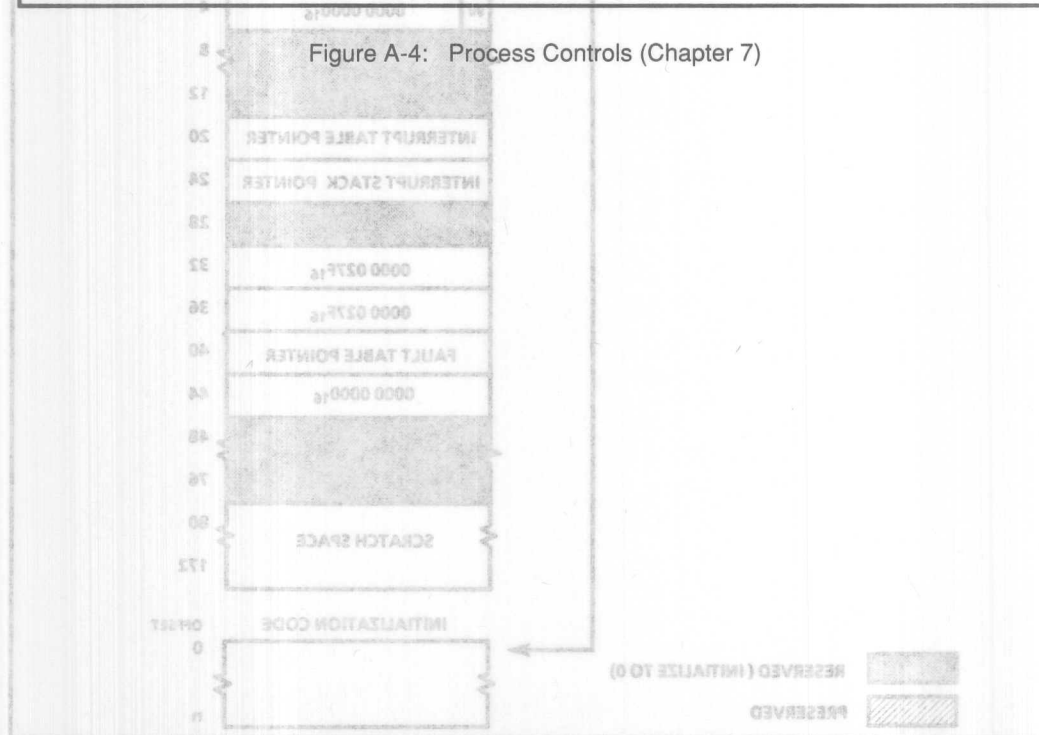 0000 0000₁₆
Figure A-4: Process Controls (Chapter 7)
8
12
20 INTERRUPT TABLE POINTER
24 INTERRUPT STACK POINTER
28
32 0000 027F₁₆
36 0000 027F₁₆
40 FAULT TABLE POINTER
44 0000 0000₁₆
48
76
80
SCRATCH SPACE
172
OFFSET INITIALIZATION CODE
0
n
RESERVED (INITIALIZE TO 0)
PRESERVED